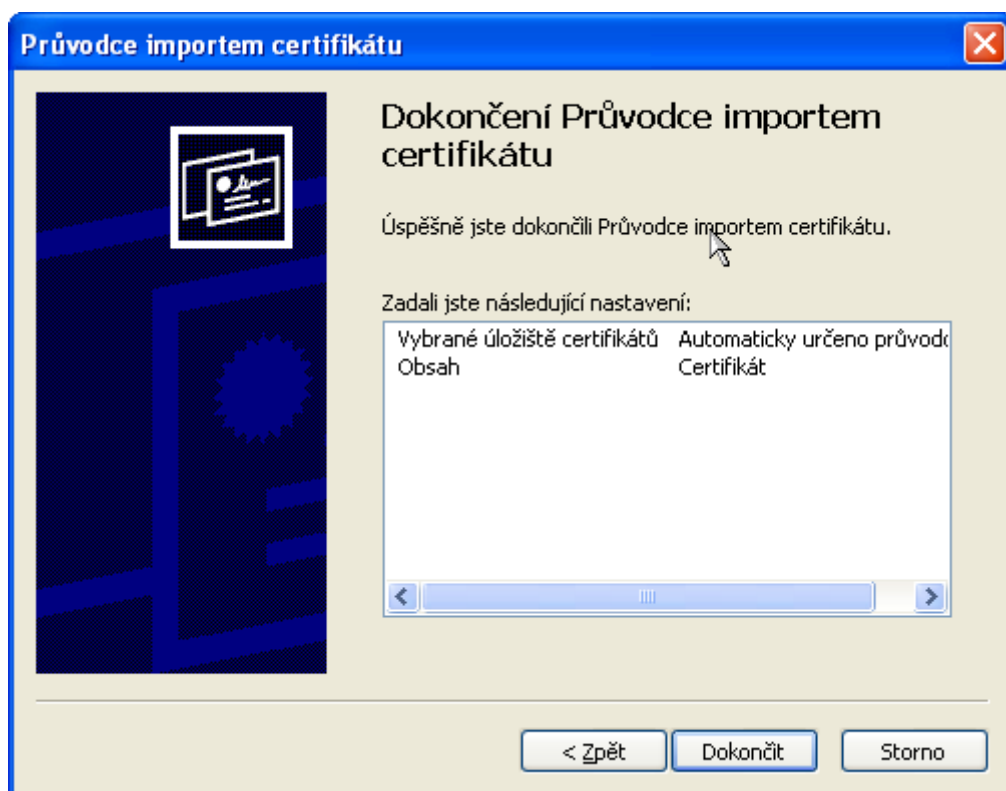 Průvodce importem certifikátu
Dokončení Průvodce importem
certifikátu
Úspěšně jste dokončili Průvodce importem certifikátu.
Zadali jste následující nastavení:
Vybrané úložiště certifikátů Automaticky určeno průvodc
Obsah Certifikát
< Zpět Dokončit Storno